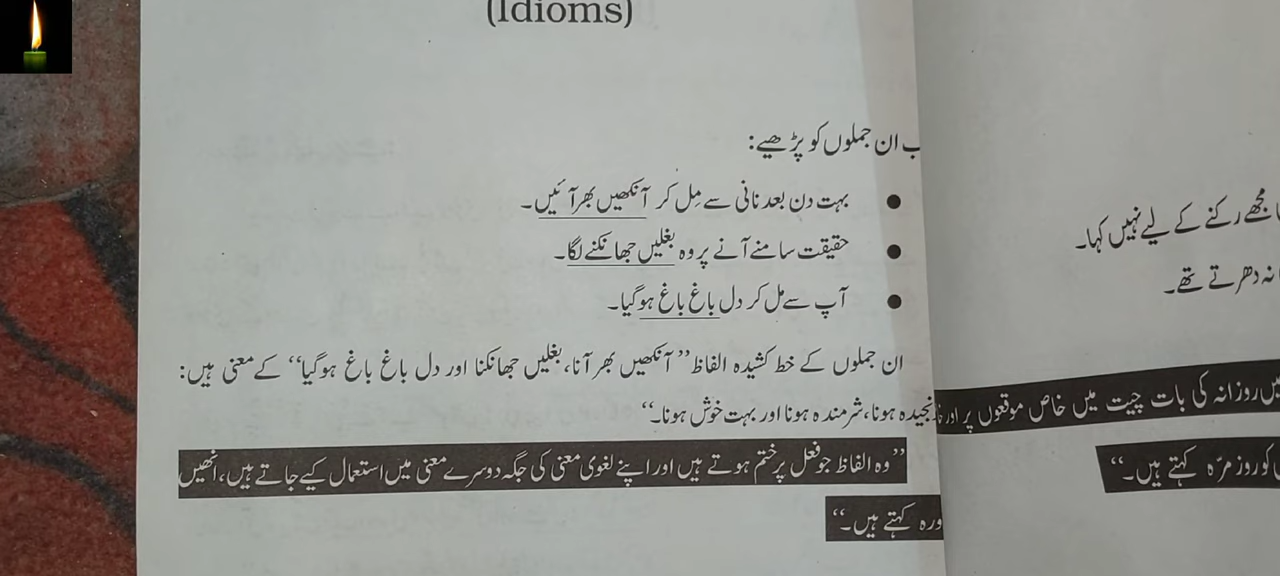 (Idioms)
ان جملوں کو پڑھیے:
● بہت دن بعد نانی سے مِل کر آنکھیں بھر آئیں۔
● حقیقت سامنے آنے پر وہ بغلیں جھانکنے لگا۔
● آپ سے مل کر دل باغ باغ ہوگیا۔
ان جملوں کے خط کشیدہ الفاظ ”آنکھیں بھر آنا، بغلیں جھانکنا اور دل باغ باغ ہوگیا“ کے معنی ہیں:
ہونا، شرمندہ ہونا اور بہت خوش ہونا۔“
”وہ الفاظ جو فعل پر ختم ہوتے ہیں اور اپنے لغوی معنی کی جگہ دوسرے معنی میں استعمال کیے جاتے ہیں، انھیں
کہتے ہیں۔“
مجھے رکنے کے لیے نہیں کہا۔
نہ دھرتے تھے۔
روزانہ کی بات چیت میں خاص موقعوں پر اور
کو روز مرّہ کہتے ہیں۔“